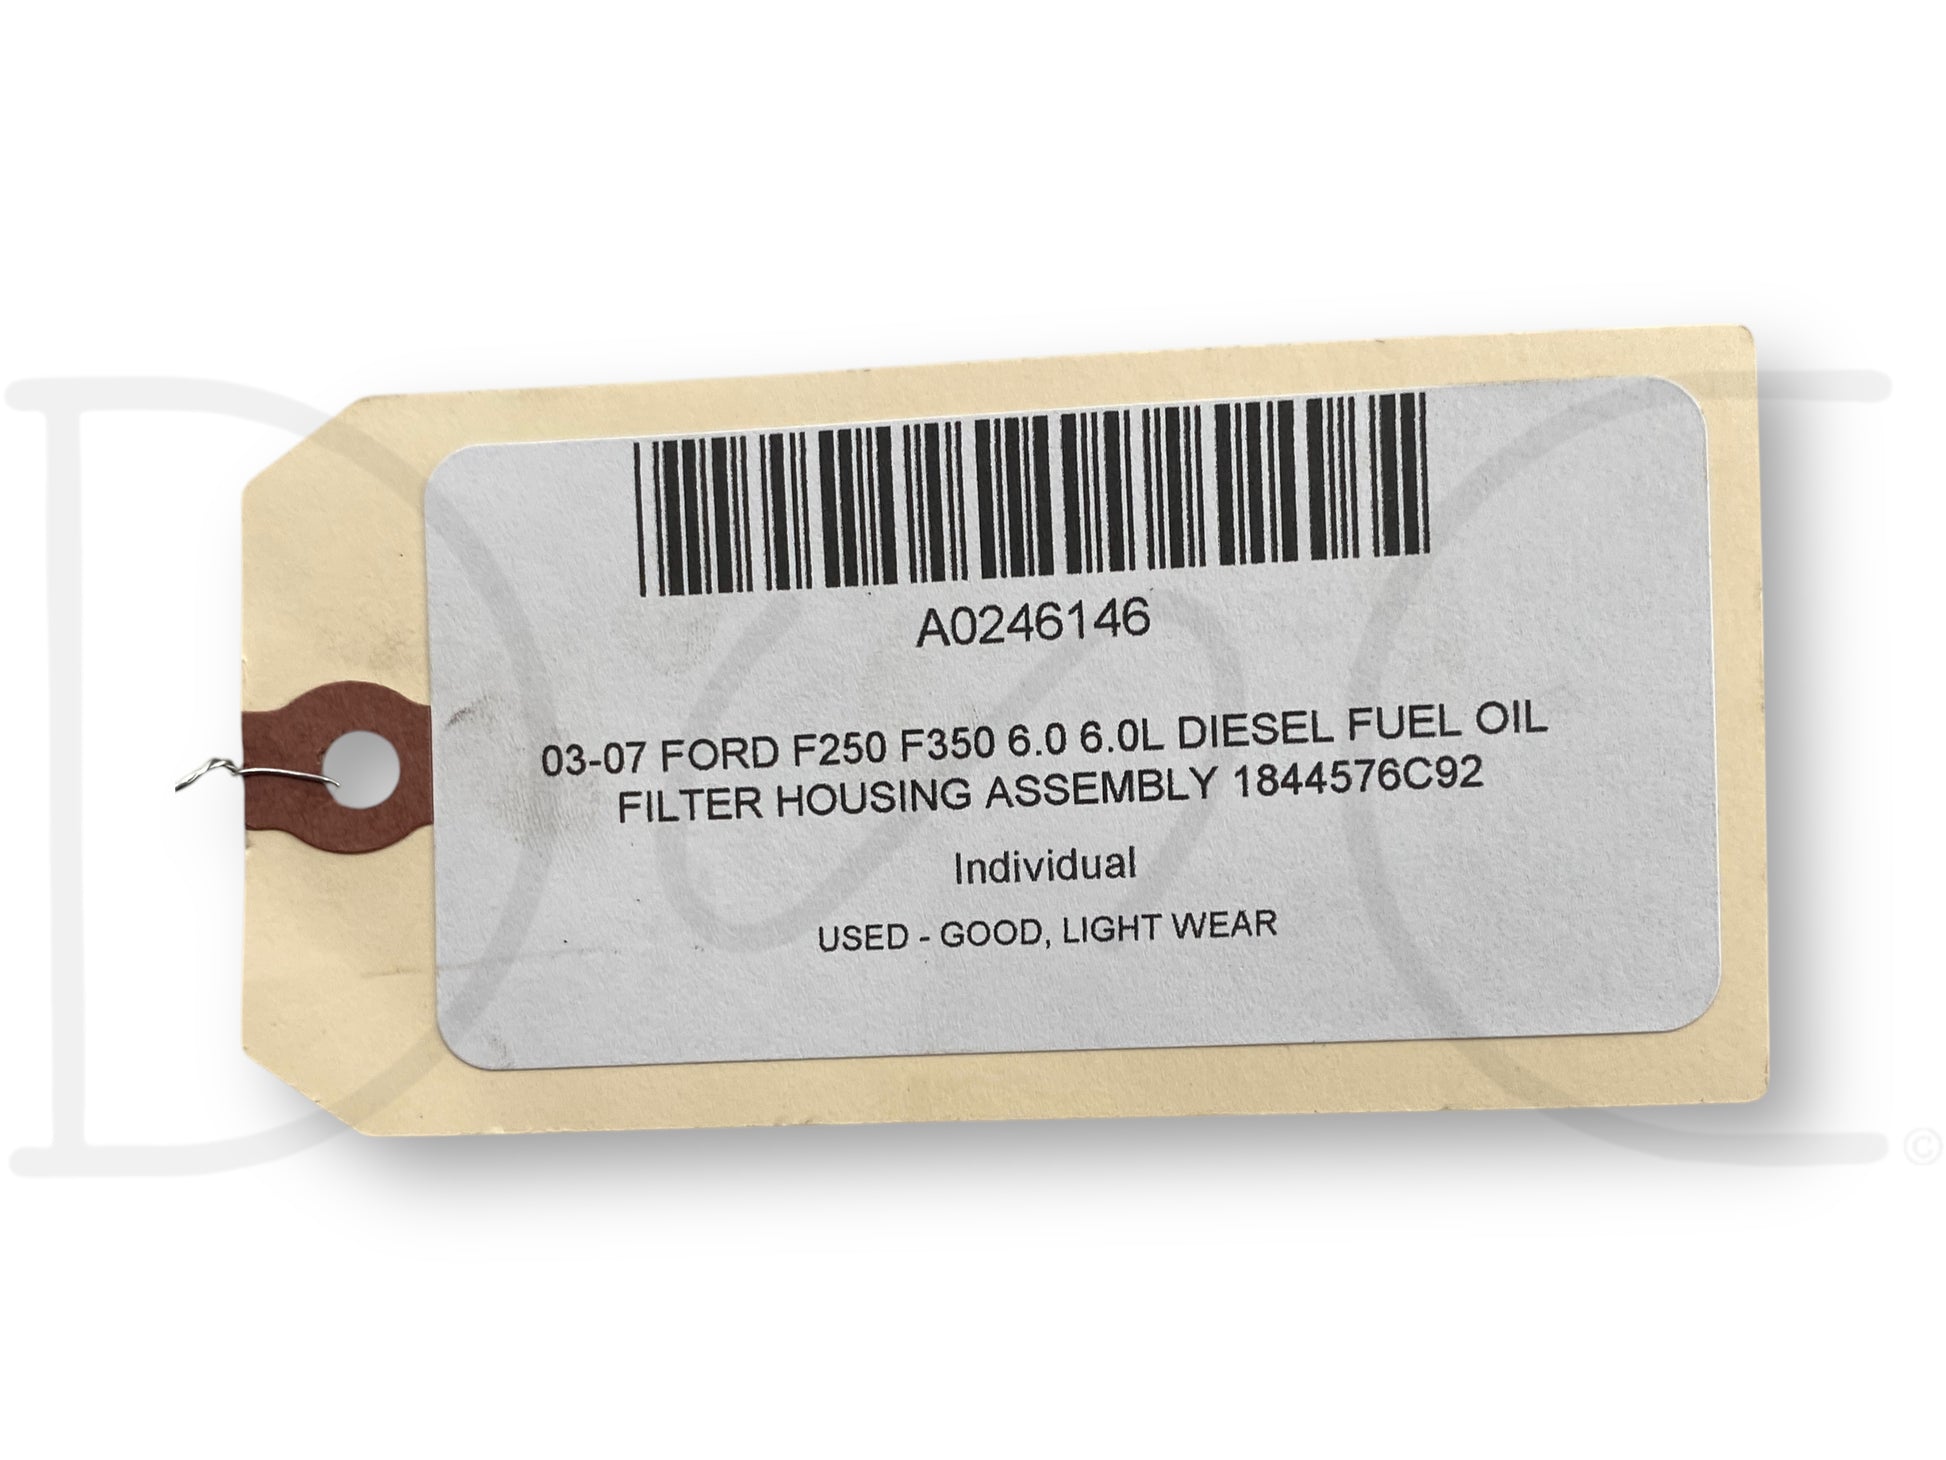 A0246146
03-07 FORD F250 F350 6.0 6.0L DIESEL FUEL OIL
FILTER HOUSING ASSEMBLY 1844576C92
Individual
USED - GOOD, LIGHT WEAR
©